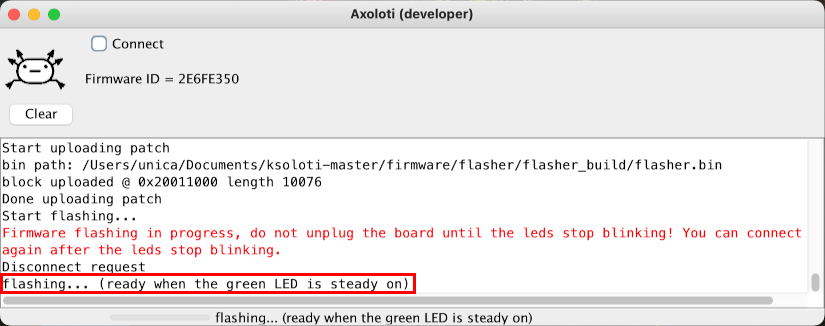 Axoloti (developer)
Connect
Firmware ID = 2E6FE350
Clear
Start uploading patch
bin path: /Users/unica/Documents/ksoloti-master/firmware/flasher/flasher_build/flasher.bin
block uploaded @ 0x20011000 length 10076
Done uploading patch
Start flashing...
Firmware flashing in progress, do not unplug the board until the leds stop blinking! You can connect
again after the leds stop blinking.
Disconnect request
flashing... (ready when the green LED is steady on)
flashing... (ready when the green LED is steady on)